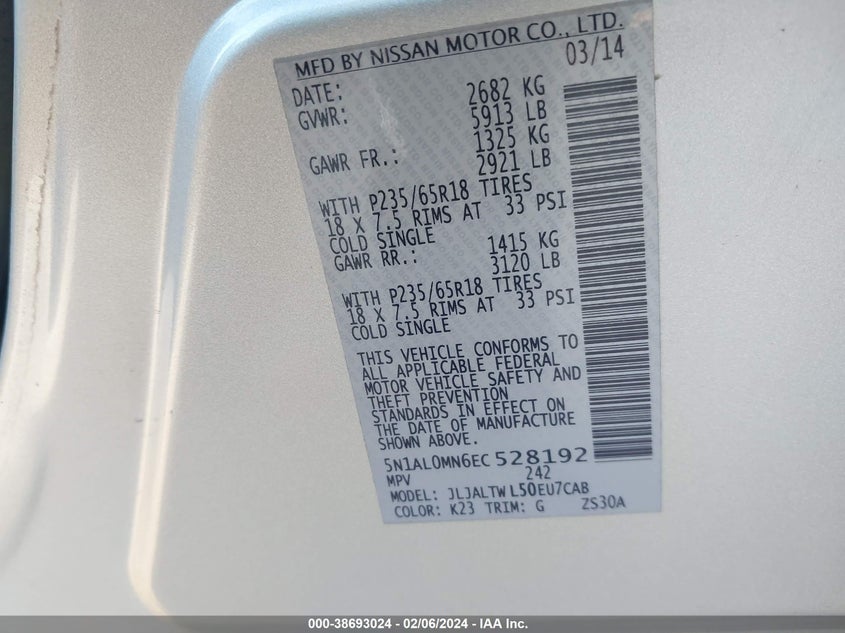 MFD BY NISSAN MOTOR CO., LTD.
DATE: 03/14
GVWR: 2682 KG
5913 LB
GAWR FR.: 1325 KG
2921 LB
WITH P235/65R18 TIRES
18 X 7.5 RIMS AT 33 PSI
COLD SINGLE
GAWR RR.: 1415 KG
3120 LB
WITH P235/65R18 TIRES
18 X 7.5 RIMS AT 33 PSI
COLD SINGLE
THIS VEHICLE CONFORMS TO
ALL APPLICABLE FEDERAL
MOTOR VEHICLE SAFETY AND
THEFT PREVENTION
STANDARDS IN EFFECT ON
THE DATE OF MANUFACTURE
SHOWN ABOVE.
5N1AL0MN6EC528192
MPV 242
MODEL: JLJALTWL50EU7CAB
COLOR: K23 TRIM: G ZS30A
000-38693024 - 02/06/2024 - IAA Inc.